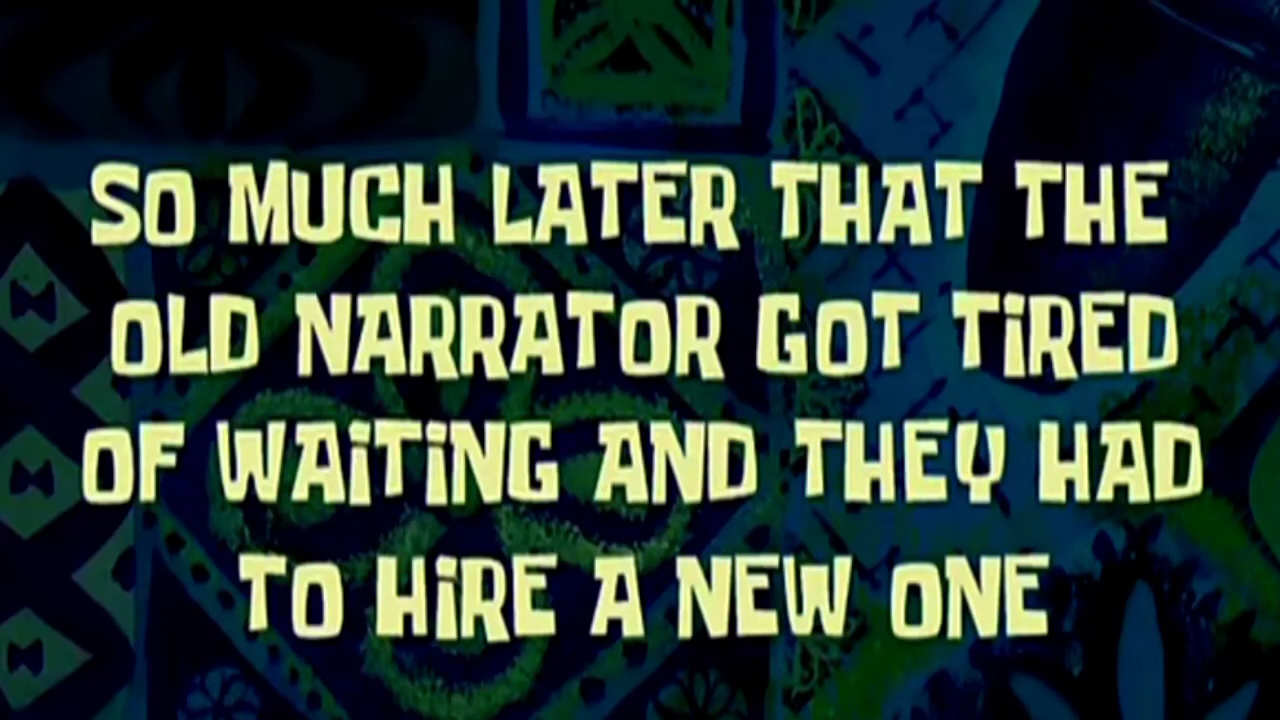 SO MUCH LATER THAT THE
OLD NARRATOR GOT TiRED
OF WAiTiNG AND THEY HAD
TO HiRE A NEW ONE